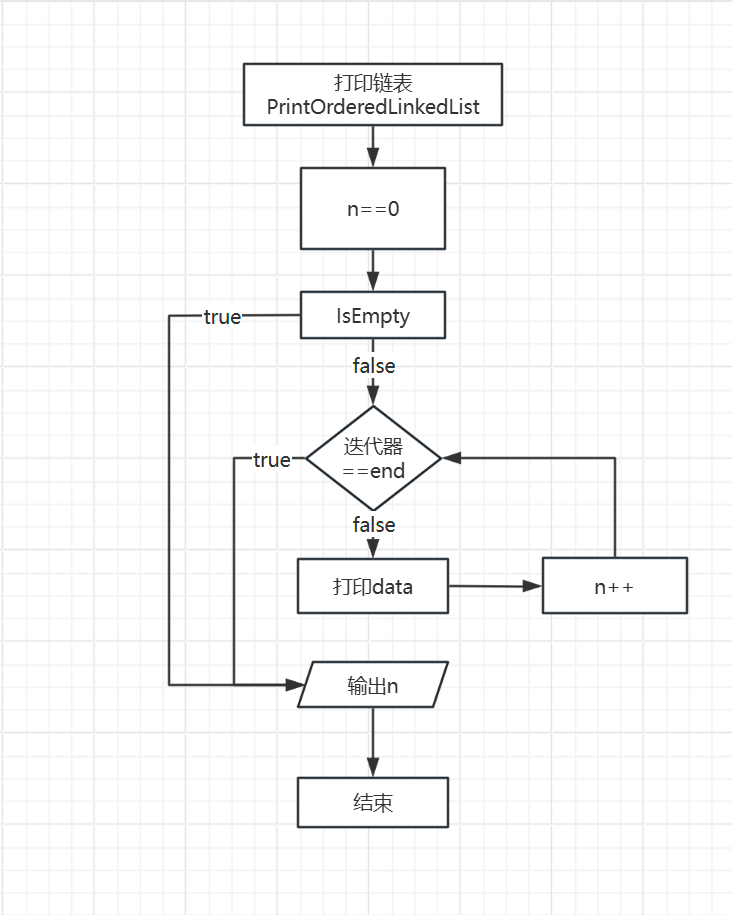 打印链表
PrintOrderedLinkedList
n==0
true
IsEmpty
false
true
迭代器
==end
false
打印data
n++
输出n
结束